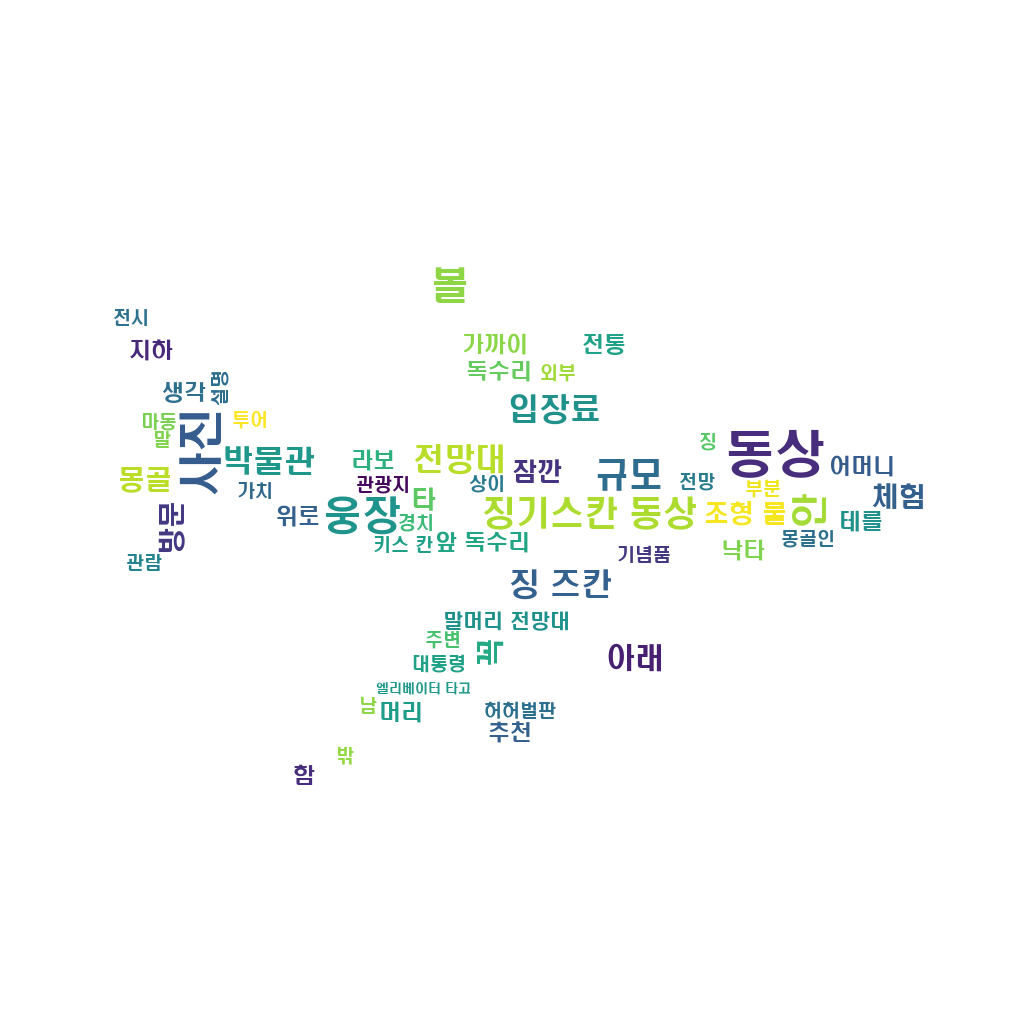 볼
전시
지하
가까이
전통
독수리
외부
생각
설명
마동
말
투어
사진
입장료
박물관
라보
전망대
잠깐
규모
징
동상
어머니
몽골
가치
관광지
상이
전망
부분
체험
방문
위로
웅장
타
경치
징기스칸 동상
조형 물
헌
테를
몽골인
관람
키스 칸
앞 독수리
기념품
낙타
징 즈칸
말머리 전망대
주변
꼭
아래
대통령
엘리베이터 타고
남
머리
허허벌판
추천
밖
함